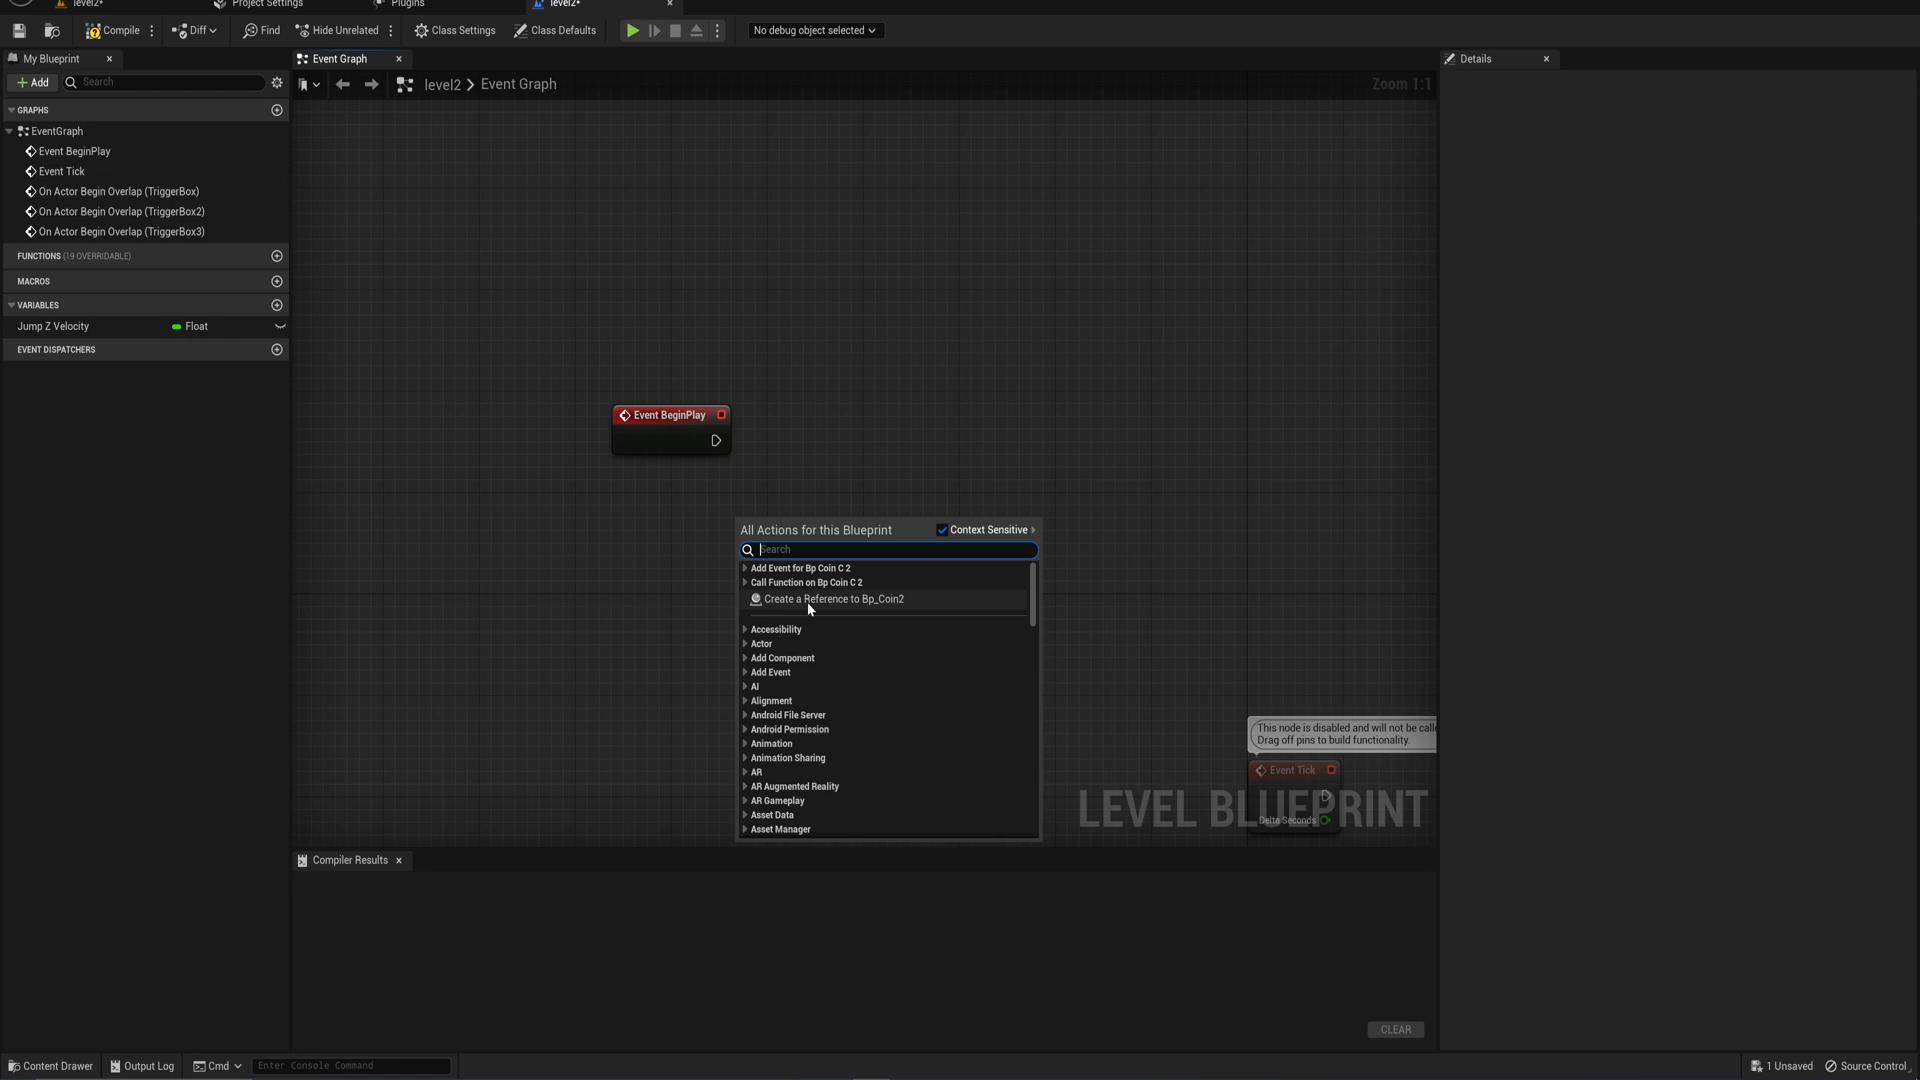 level2*
Project Settings
Plugins
level2*
Compile
Diff
Find
Hide Unrelated
Class Settings
Class Defaults
No debug object selected
My Blueprint
Event Graph
Details
Add
Search
level2 > Event Graph
Zoom 1:1
GRAPHS
EventGraph
Event BeginPlay
Event Tick
On Actor Begin Overlap (TriggerBox)
On Actor Begin Overlap (TriggerBox2)
On Actor Begin Overlap (TriggerBox3)
FUNCTIONS (19 OVERRIDABLE)
MACROS
VARIABLES
Jump Z Velocity Float
EVENT DISPATCHERS
Event BeginPlay
All Actions for this Blueprint
Context Sensitive
Search
Add Event for Bp Coin C 2
Call Function on Bp Coin C 2
Create a Reference to Bp_Coin2
Accessibility
Actor
Add Component
Add Event
AI
Alignment
Android File Server
Android Permission
Animation
Animation Sharing
AR
AR Augmented Reality
AR Gameplay
Asset Data
Asset Manager
This node is disabled and will not be
Drag off pins to build functionality.
Event Tick
Delta Seconds
LEVEL BLUEPRINT
Compiler Results
CLEAR
Content Drawer
Output Log
Cmd
Enter Console Command
1 Unsaved
Source Control